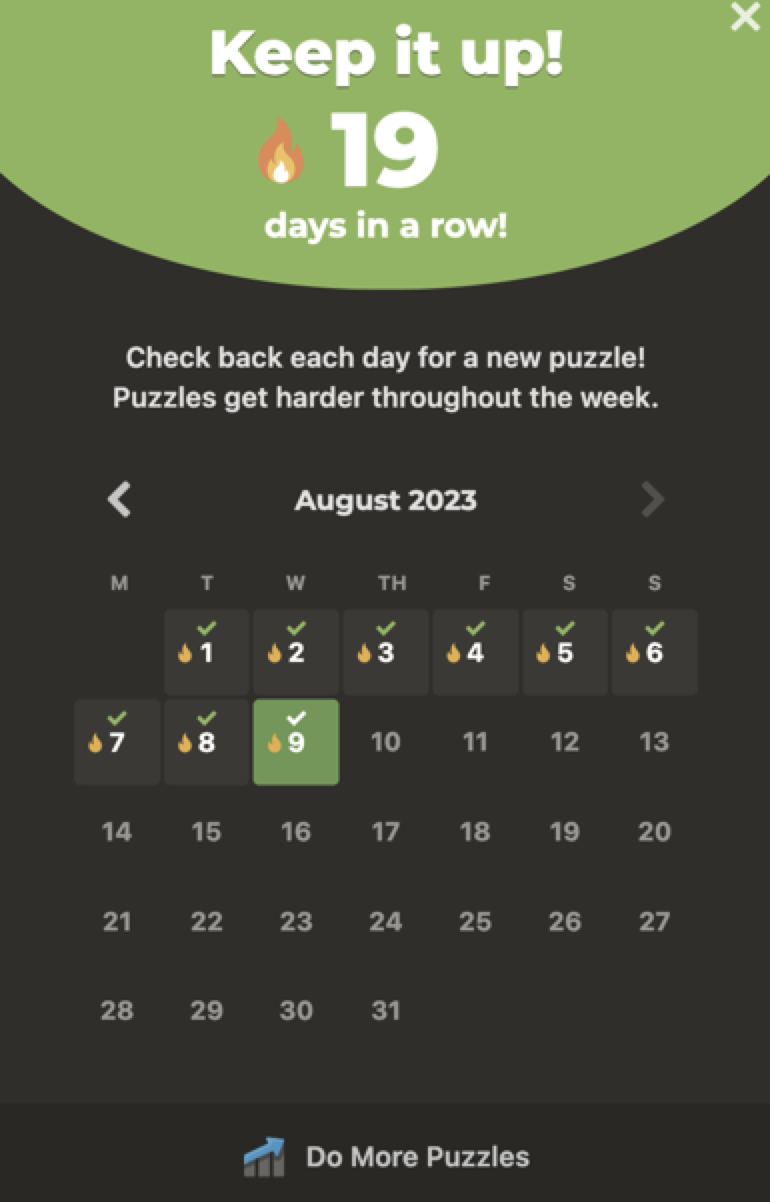 Keep it up!
19
days in a row!
Check back each day for a new puzzle!
Puzzles get harder throughout the week.
August 2023
M T W TH F S S
1 2 3 4 5 6
7 8 9 10 11 12 13
14 15 16 17 18 19 20
21 22 23 24 25 26 27
28 29 30 31
Do More Puzzles